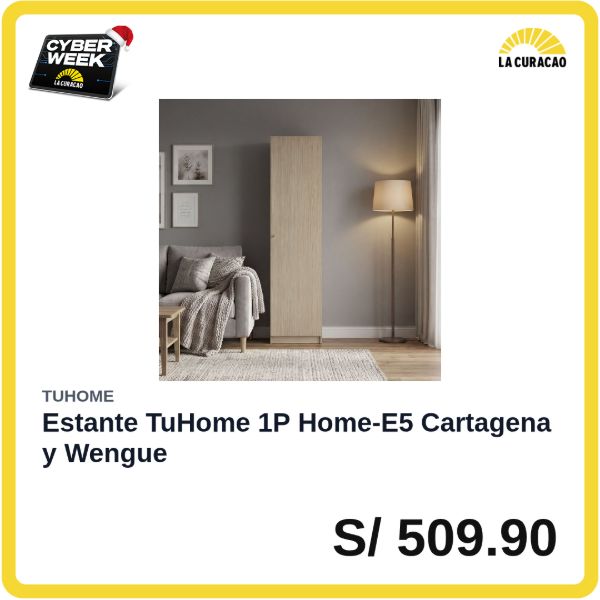 CYBER
WEEK
LA CURACAO
LA CURACAO
TUHOME
Estante TuHome 1P Home-E5 Cartagena
y Wengue
S/ 509.90